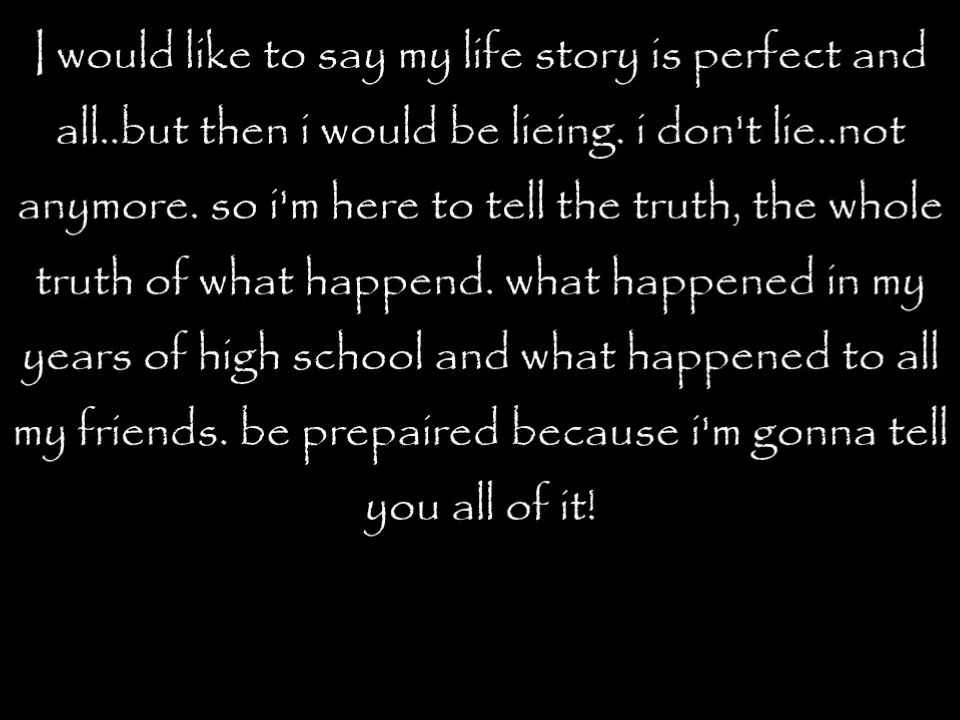 I would like to say my life story is perfect and
all..but then i would be lieing. i don't lie..not
anymore. so i'm here to tell the truth, the whole
truth of what happend. what happened in my
years of high school and what happened to all
my friends. be prepaired because i'm gonna tell
you all of it!